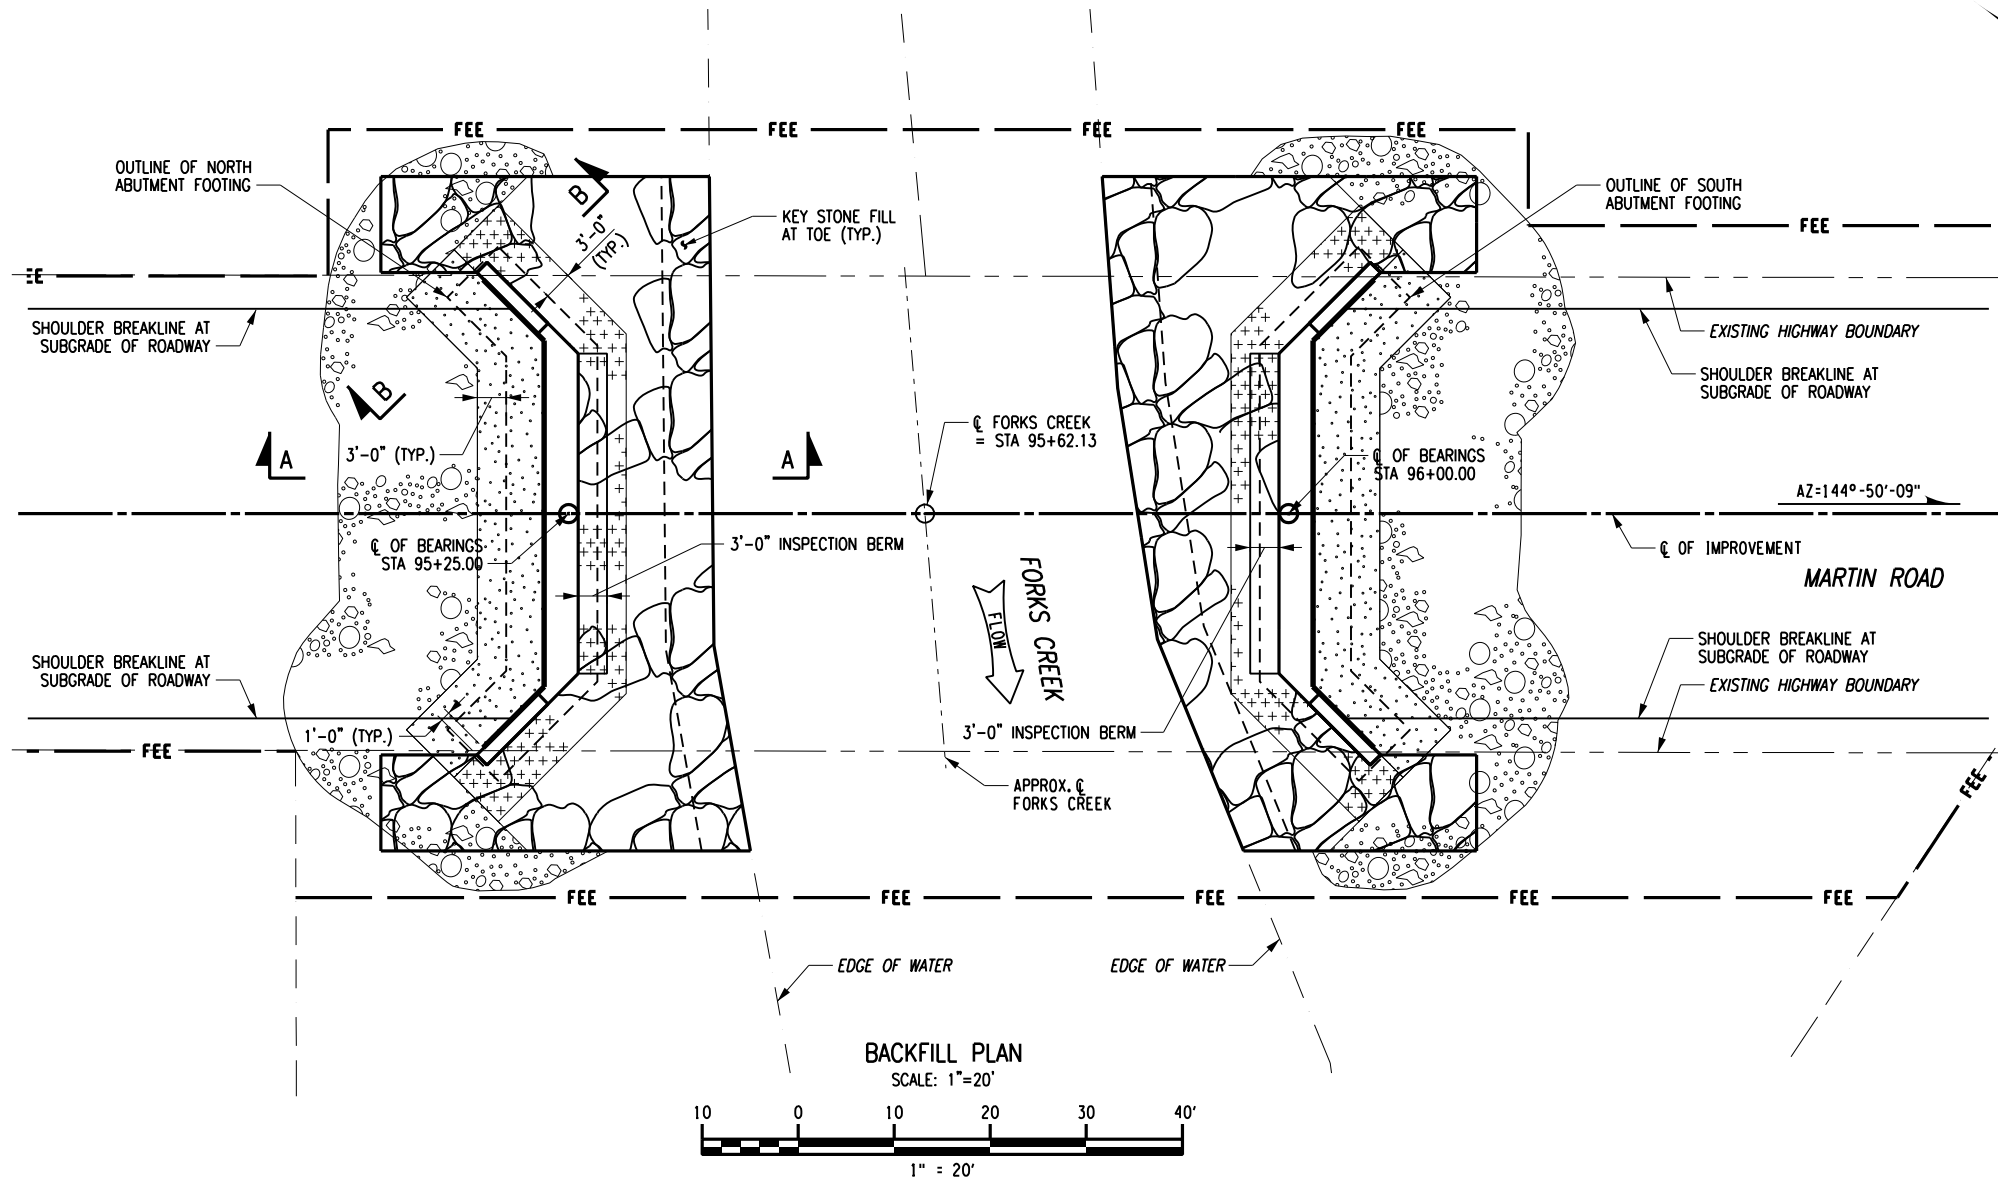 FEE
FEE
FEE
FEE
OUTLINE OF NORTH
ABUTMENT FOOTING
B
3'-0"
(TYP.)
KEY STONE FILL
AT TOE (TYP.)
OUTLINE OF SOUTH
ABUTMENT FOOTING
FEE
FEE
SHOULDER BREAKLINE AT
SUBGRADE OF ROADWAY
EXISTING HIGHWAY BOUNDARY
SHOULDER BREAKLINE AT
SUBGRADE OF ROADWAY
B
A
3'-0" (TYP.)
A
℄ FORKS CREEK
= STA 95+62.13
℄ OF BEARINGS
STA 96+00.00
AZ=144°-50'-09"
℄ OF BEARINGS
STA 95+25.00
3'-0" INSPECTION BERM
℄ OF IMPROVEMENT
MARTIN ROAD
FLOW
FORKS CREEK
SHOULDER BREAKLINE AT
SUBGRADE OF ROADWAY
SHOULDER BREAKLINE AT
SUBGRADE OF ROADWAY
EXISTING HIGHWAY BOUNDARY
1'-0" (TYP.)
FEE
3'-0" INSPECTION BERM
APPROX. ℄
FORKS CREEK
FEE
FEE
FEE
FEE
FEE
FEE
EDGE OF WATER
EDGE OF WATER
BACKFILL PLAN
SCALE: 1"=20'
10 0 10 20 30 40'
1" = 20'